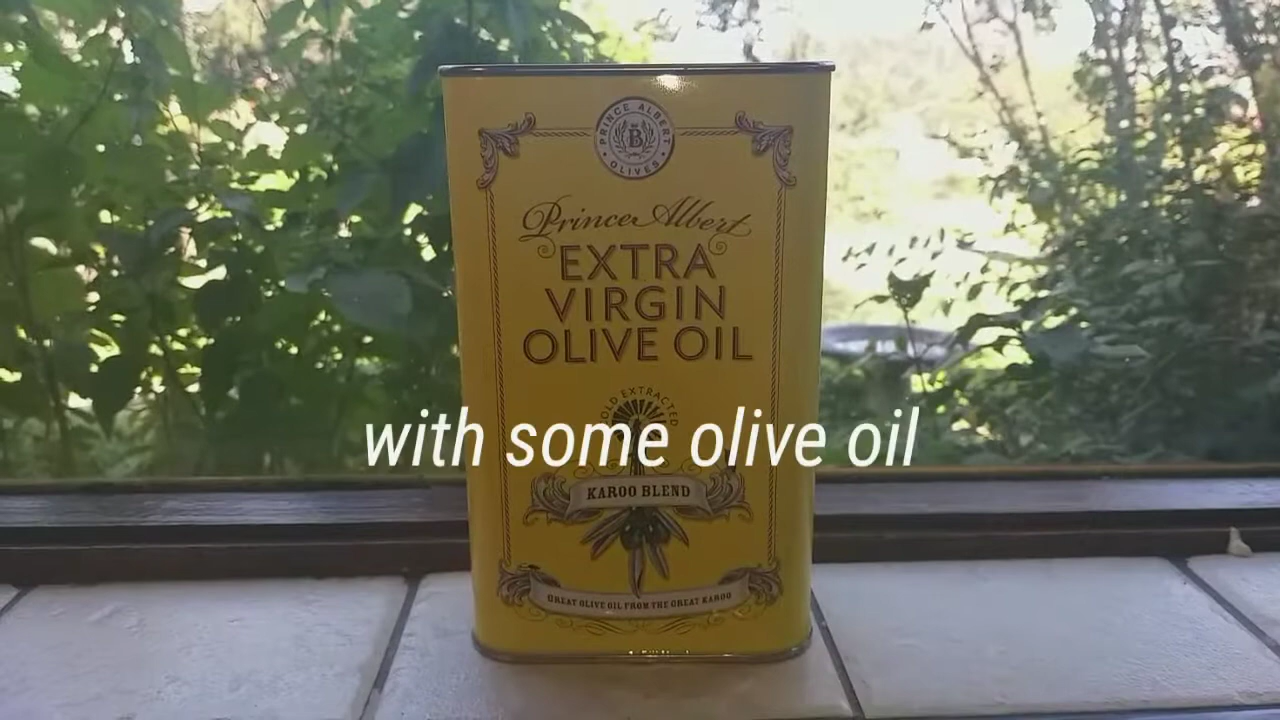 PRINCE ALBERT
B
OLIVES
Prince Albert
EXTRA
VIRGIN
OLIVE OIL
EXTRACTED
with some olive oil
KAROO BLEND
GREAT OLIVE OIL FROM THE GREAT KAROO